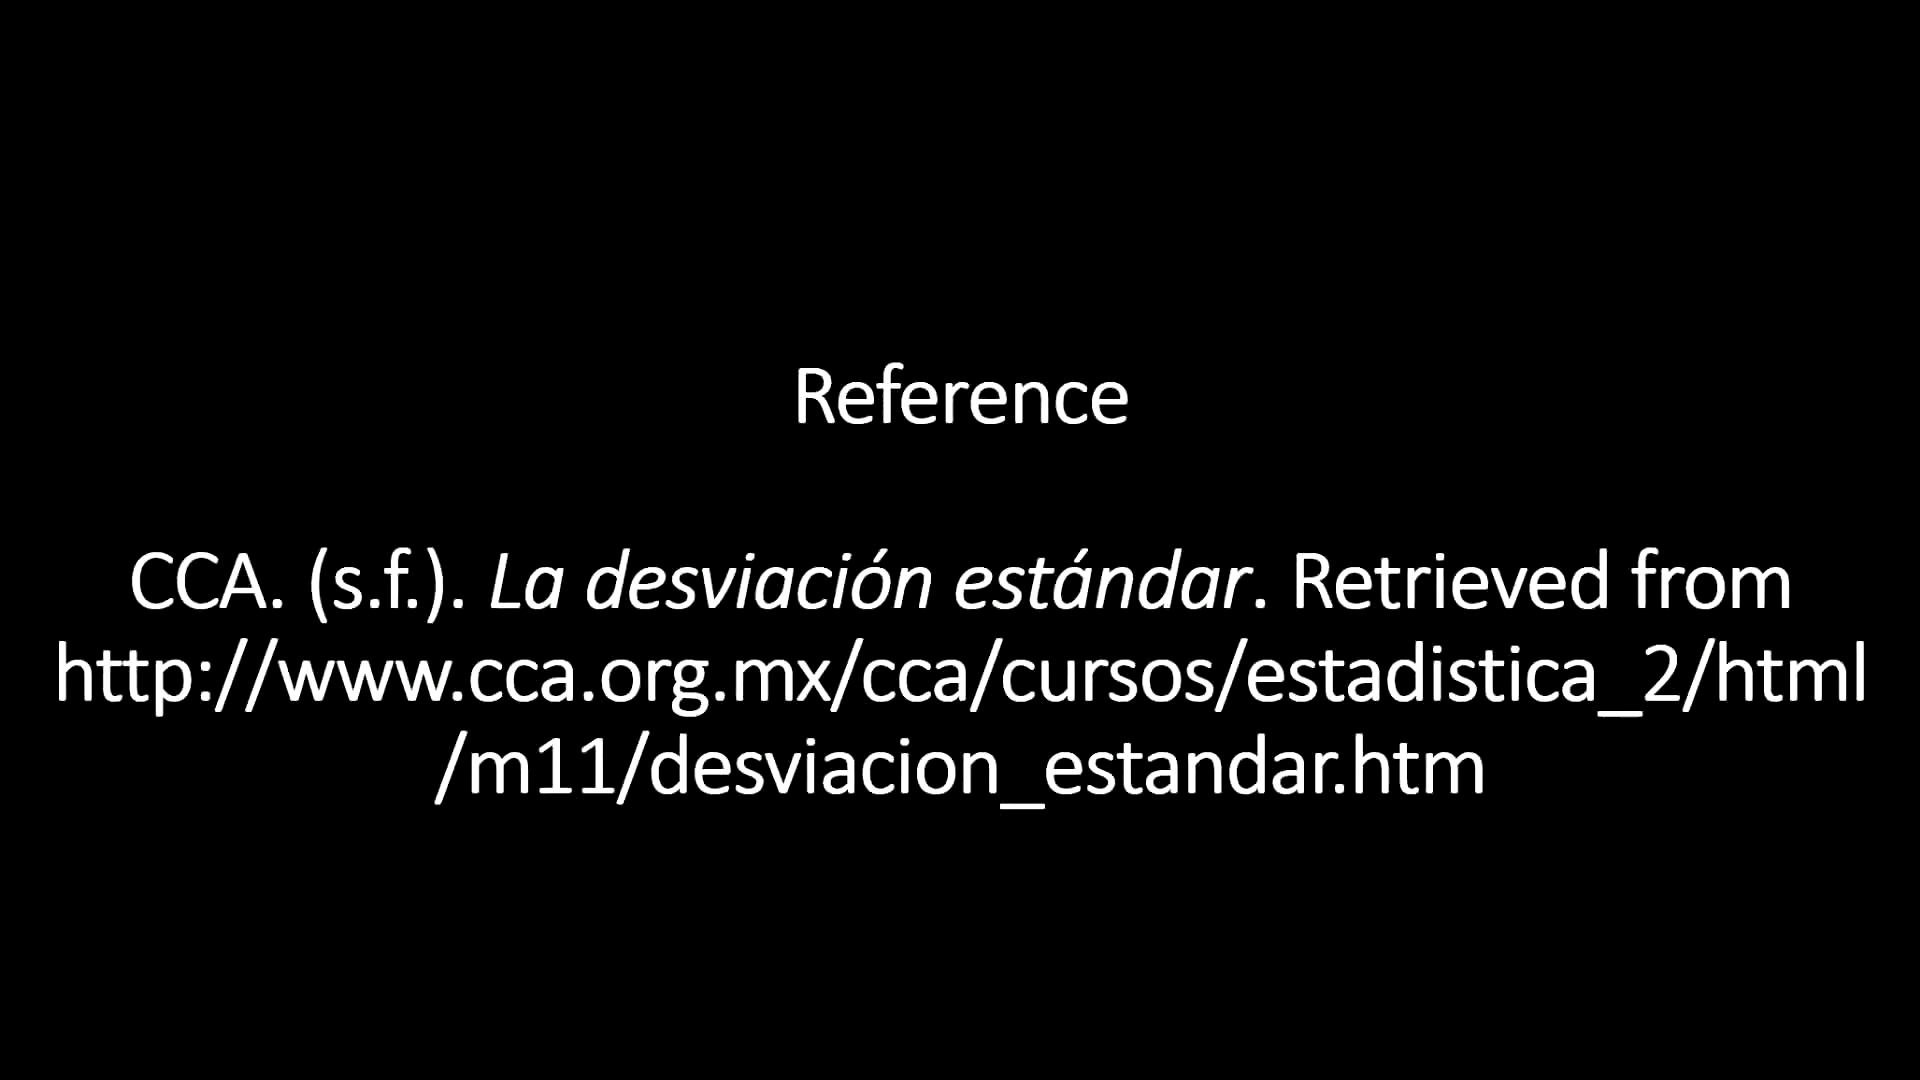 Reference
CCA. (s.f.). La desviación estándar. Retrieved from
http://www.cca.org.mx/cca/cursos/estadistica_2/html
/m11/desviacion_estandar.htm